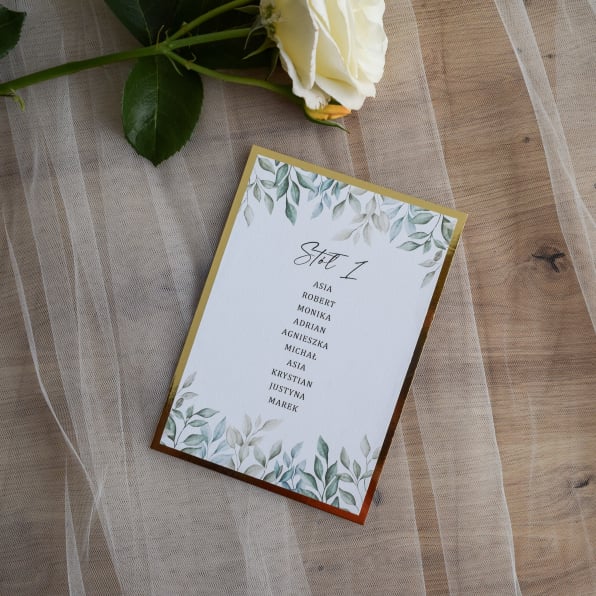 Stół 1
ASIA
ROBERT
MONIKA
ADRIAN
AGNIESZKA
MICHAŁ
ASIA
KRYSTIAN
JUSTYNA
MAREK